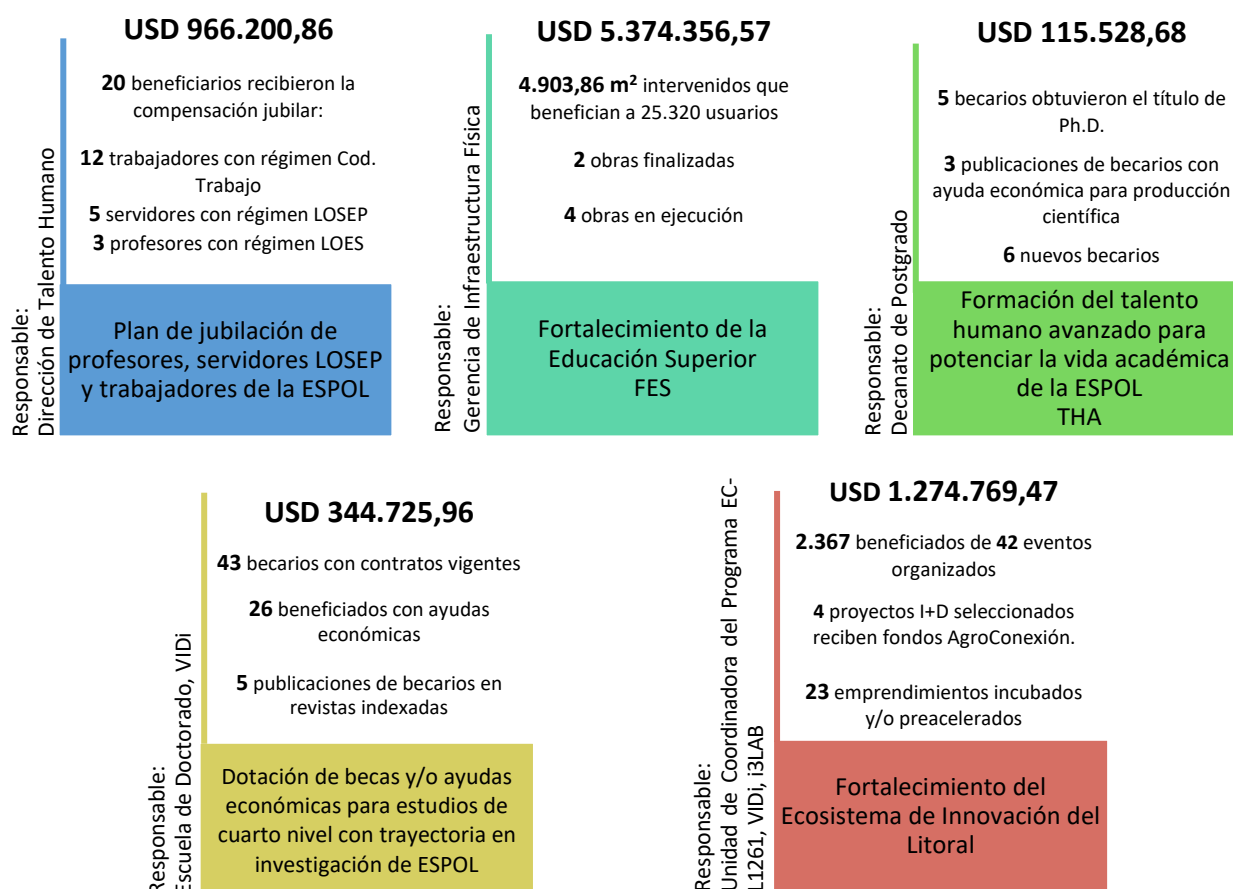 USD 966.200,86
20 beneficiarios recibieron la
compensación jubilar:
12 trabajadores con régimen Cod.
Trabajo
5 servidores con régimen LOSEP
3 profesores con régimen LOES
Responsable:
Dirección de Talento Humano
Plan de jubilación de
profesores, servidores LOSEP
y trabajadores de la ESPOL
USD 5.374.356,57
4.903,86 m² intervenidos que
benefician a 25.320 usuarios
2 obras finalizadas
4 obras en ejecución
Responsable:
Gerencia de Infraestructura Física
Fortalecimiento de la
Educación Superior
FES
USD 115.528,68
5 becarios obtuvieron el título de
Ph.D.
3 publicaciones de becarios con
ayuda económica para producción
científica
6 nuevos becarios
Responsable:
Decanato de Postgrado
Formación del talento
humano avanzado para
potenciar la vida académica
de la ESPOL
THA
USD 344.725,96
43 becarios con contratos vigentes
26 beneficiados con ayudas
económicas
5 publicaciones de becarios en
revistas indexadas
Responsable:
Escuela de Doctorado, VIDi
Dotación de becas y/o ayudas
económicas para estudios de
cuarto nivel con trayectoria en
investigación de ESPOL
USD 1.274.769,47
2.367 beneficiados de 42 eventos
organizados
4 proyectos I+D seleccionados
reciben fondos AgroConexión.
23 emprendimientos incubados
y/o preacelerados
Responsable:
Unidad de Coordinadora del Programa EC-
L1261, VIDi, i3LAB
Fortalecimiento del
Ecosistema de Innovación del
Litoral